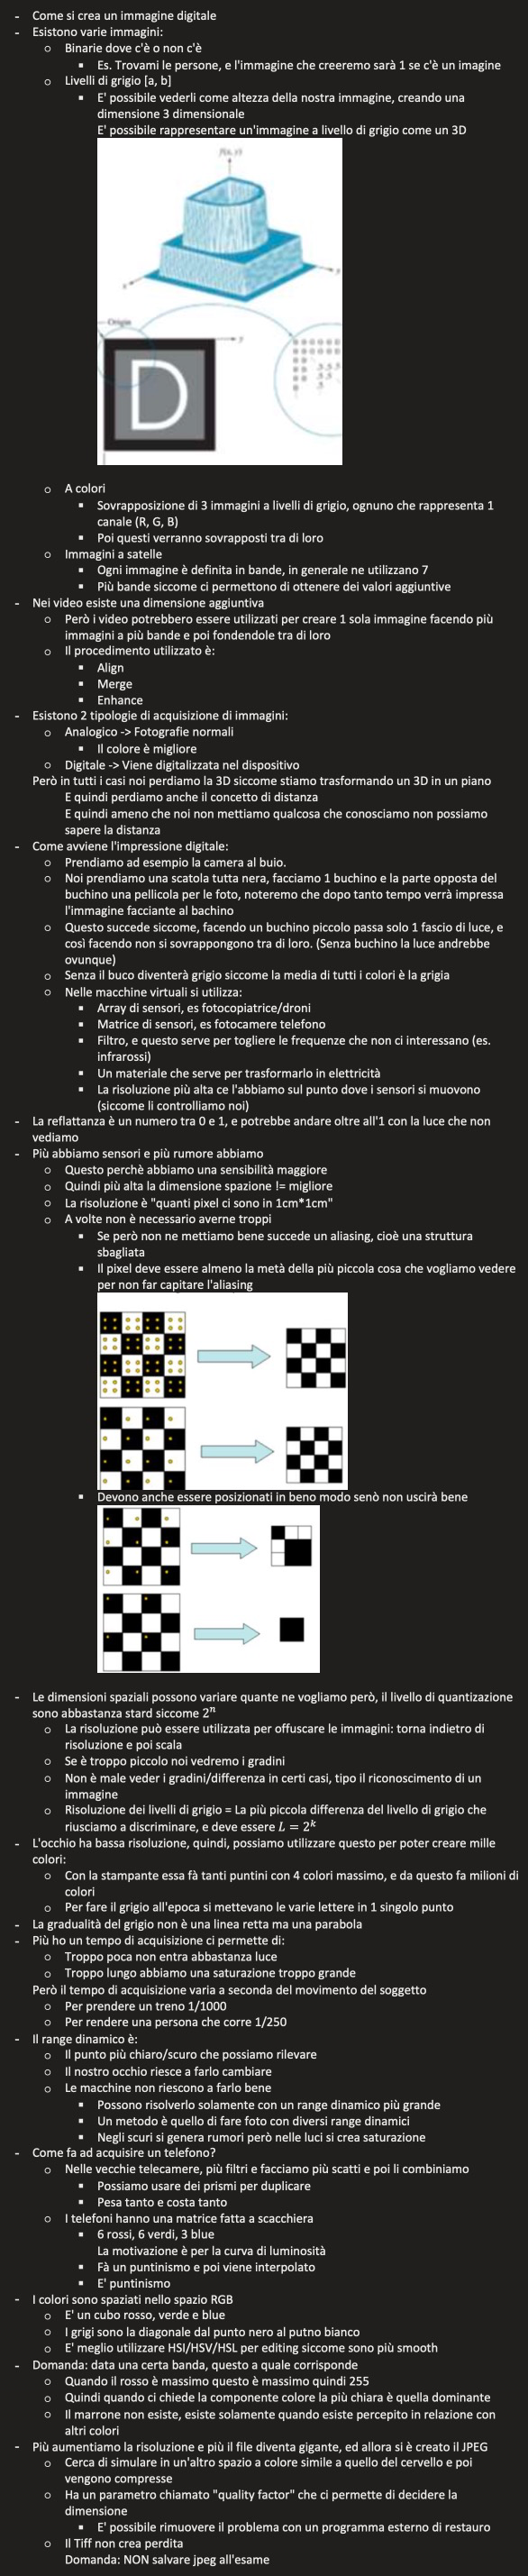 - Come si crea un immagine digitale
- Esistono varie immagini:
o Binarie dove c'è o non c'è
▪ Es. Trovami le persone, e l'immagine che creeremo sarà 1 se c'è un imagine
o Livelli di grigio [a, b]
▪ E' possibile vederli come altezza della nostra immagine, creando una
dimensione 3 dimensionale
E' possibile rappresentare un'immagine a livello di grigio come un 3D
f(x, y)
x
y
Origin
y
D
.5 .5 .5
.5 .5
.5
o A colori
▪ Sovrapposizione di 3 immagini a livelli di grigio, ognuno che rappresenta 1
canale (R, G, B)
▪ Poi questi verranno sovrapposti tra di loro
o Immagini a satelle
▪ Ogni immagine è definita in bande, in generale ne utilizzano 7
▪ Più bande siccome ci permettono di ottenere dei valori aggiuntive
- Nei video esiste una dimensione aggiuntiva
o Però i video potrebbero essere utilizzati per creare 1 sola immagine facendo più
immagini a più bande e poi fondendole tra di loro
o Il procedimento utilizzato è:
▪ Align
▪ Merge
▪ Enhance
- Esistono 2 tipologie di acquisizione di immagini:
o Analogico -> Fotografie normali
▪ Il colore è migliore
o Digitale -> Viene digitalizzata nel dispositivo
Però in tutti i casi noi perdiamo la 3D siccome stiamo trasformando un 3D in un piano
E quindi perdiamo anche il concetto di distanza
E quindi ameno che noi non mettiamo qualcosa che conosciamo non possiamo
sapere la distanza
- Come avviene l'impressione digitale:
o Prendiamo ad esempio la camera al buio.
o Noi prendiamo una scatola tutta nera, facciamo 1 buchino e la parte opposta del
buchino una pellicola per le foto, noteremo che dopo tanto tempo verrà impressa
l'immagine facciante al bachino
o Questo succede siccome, facendo un buchino piccolo passa solo 1 fascio di luce, e
così facendo non si sovrappongono tra di loro. (Senza buchino la luce andrebbe
ovunque)
o Senza il buco diventerà grigio siccome la media di tutti i colori è la grigia
o Nelle macchine virtuali si utilizza:
▪ Array di sensori, es fotocopiatrice/droni
▪ Matrice di sensori, es fotocamere telefono
▪ Filtro, e questo serve per togliere le frequenze che non ci interessano (es.
infrarossi)
▪ Un materiale che serve per trasformarlo in elettricità
▪ La risoluzione più alta ce l'abbiamo sul punto dove i sensori si muovono
(siccome li controlliamo noi)
- La reflattanza è un numero tra 0 e 1, e potrebbe andare oltre all'1 con la luce che non
vediamo
- Più abbiamo sensori e più rumore abbiamo
o Questo perchè abbiamo una sensibilità maggiore
o Quindi più alta la dimensione spazione != migliore
o La risoluzione è "quanti pixel ci sono in 1cm*1cm"
o A volte non è necessario averne troppi
▪ Se però non ne mettiamo bene succede un aliasing, cioè una struttura
sbagliata
▪ Il pixel deve essere almeno la metà della più piccola cosa che vogliamo vedere
per non far capitare l'aliasing
▪ Devono anche essere posizionati in beno modo senò non uscirà bene
- Le dimensioni spaziali possono variare quante ne vogliamo però, il livello di quantizazione
sono abbastanza stard siccome 2ⁿ
o La risoluzione può essere utilizzata per offuscare le immagini: torna indietro di
risoluzione e poi scala
o Se è troppo piccolo noi vedremo i gradini
o Non è male veder i gradini/differenza in certi casi, tipo il riconoscimento di un
immagine
o Risoluzione dei livelli di grigio = La più piccola differenza del livello di grigio che
riusciamo a discriminare, e deve essere L = 2ᵏ
- L'occhio ha bassa risoluzione, quindi, possiamo utilizzare questo per poter creare mille
colori:
o Con la stampante essa fà tanti puntini con 4 colori massimo, e da questo fa milioni di
colori
o Per fare il grigio all'epoca si mettevano le varie lettere in 1 singolo punto
- La gradualità del grigio non è una linea retta ma una parabola
- Più ho un tempo di acquisizione ci permette di:
o Troppo poca non entra abbastanza luce
o Troppo lungo abbiamo una saturazione troppo grande
Però il tempo di acquisizione varia a seconda del movimento del soggetto
o Per prendere un treno 1/1000
o Per rendere una persona che corre 1/250
- Il range dinamico è:
o Il punto più chiaro/scuro che possiamo rilevare
o Il nostro occhio riesce a farlo cambiare
o Le macchine non riescono a farlo bene
▪ Possono risolverlo solamente con un range dinamico più grande
▪ Un metodo è quello di fare foto con diversi range dinamici
▪ Negli scuri si genera rumori però nelle luci si crea saturazione
- Come fa ad acquisire un telefono?
o Nelle vecchie telecamere, più filtri e facciamo più scatti e poi li combiniamo
▪ Possiamo usare dei prismi per duplicare
▪ Pesa tanto e costa tanto
o I telefoni hanno una matrice fatta a scacchiera
▪ 6 rossi, 6 verdi, 3 blue
La motivazione è per la curva di luminosità
▪ Fà un puntinismo e poi viene interpolato
▪ E' puntinismo
- I colori sono spaziati nello spazio RGB
o E' un cubo rosso, verde e blue
o I grigi sono la diagonale dal punto nero al putno bianco
o E' meglio utilizzare HSI/HSV/HSL per editing siccome sono più smooth
- Domanda: data una certa banda, questo a quale corrisponde
o Quando il rosso è massimo questo è massimo quindi 255
o Quindi quando ci chiede la componente colore la più chiara è quella dominante
o Il marrone non esiste, esiste solamente quando esiste percepito in relazione con
altri colori
- Più aumentiamo la risoluzione e più il file diventa gigante, ed allora si è creato il JPEG
o Cerca di simulare in un'altro spazio a colore simile a quello del cervello e poi
vengono compresse
o Ha un parametro chiamato "quality factor" che ci permette di decidere la
dimensione
▪ E' possibile rimuovere il problema con un programma esterno di restauro
o Il Tiff non crea perdita
Domanda: NON salvare jpeg all'esame